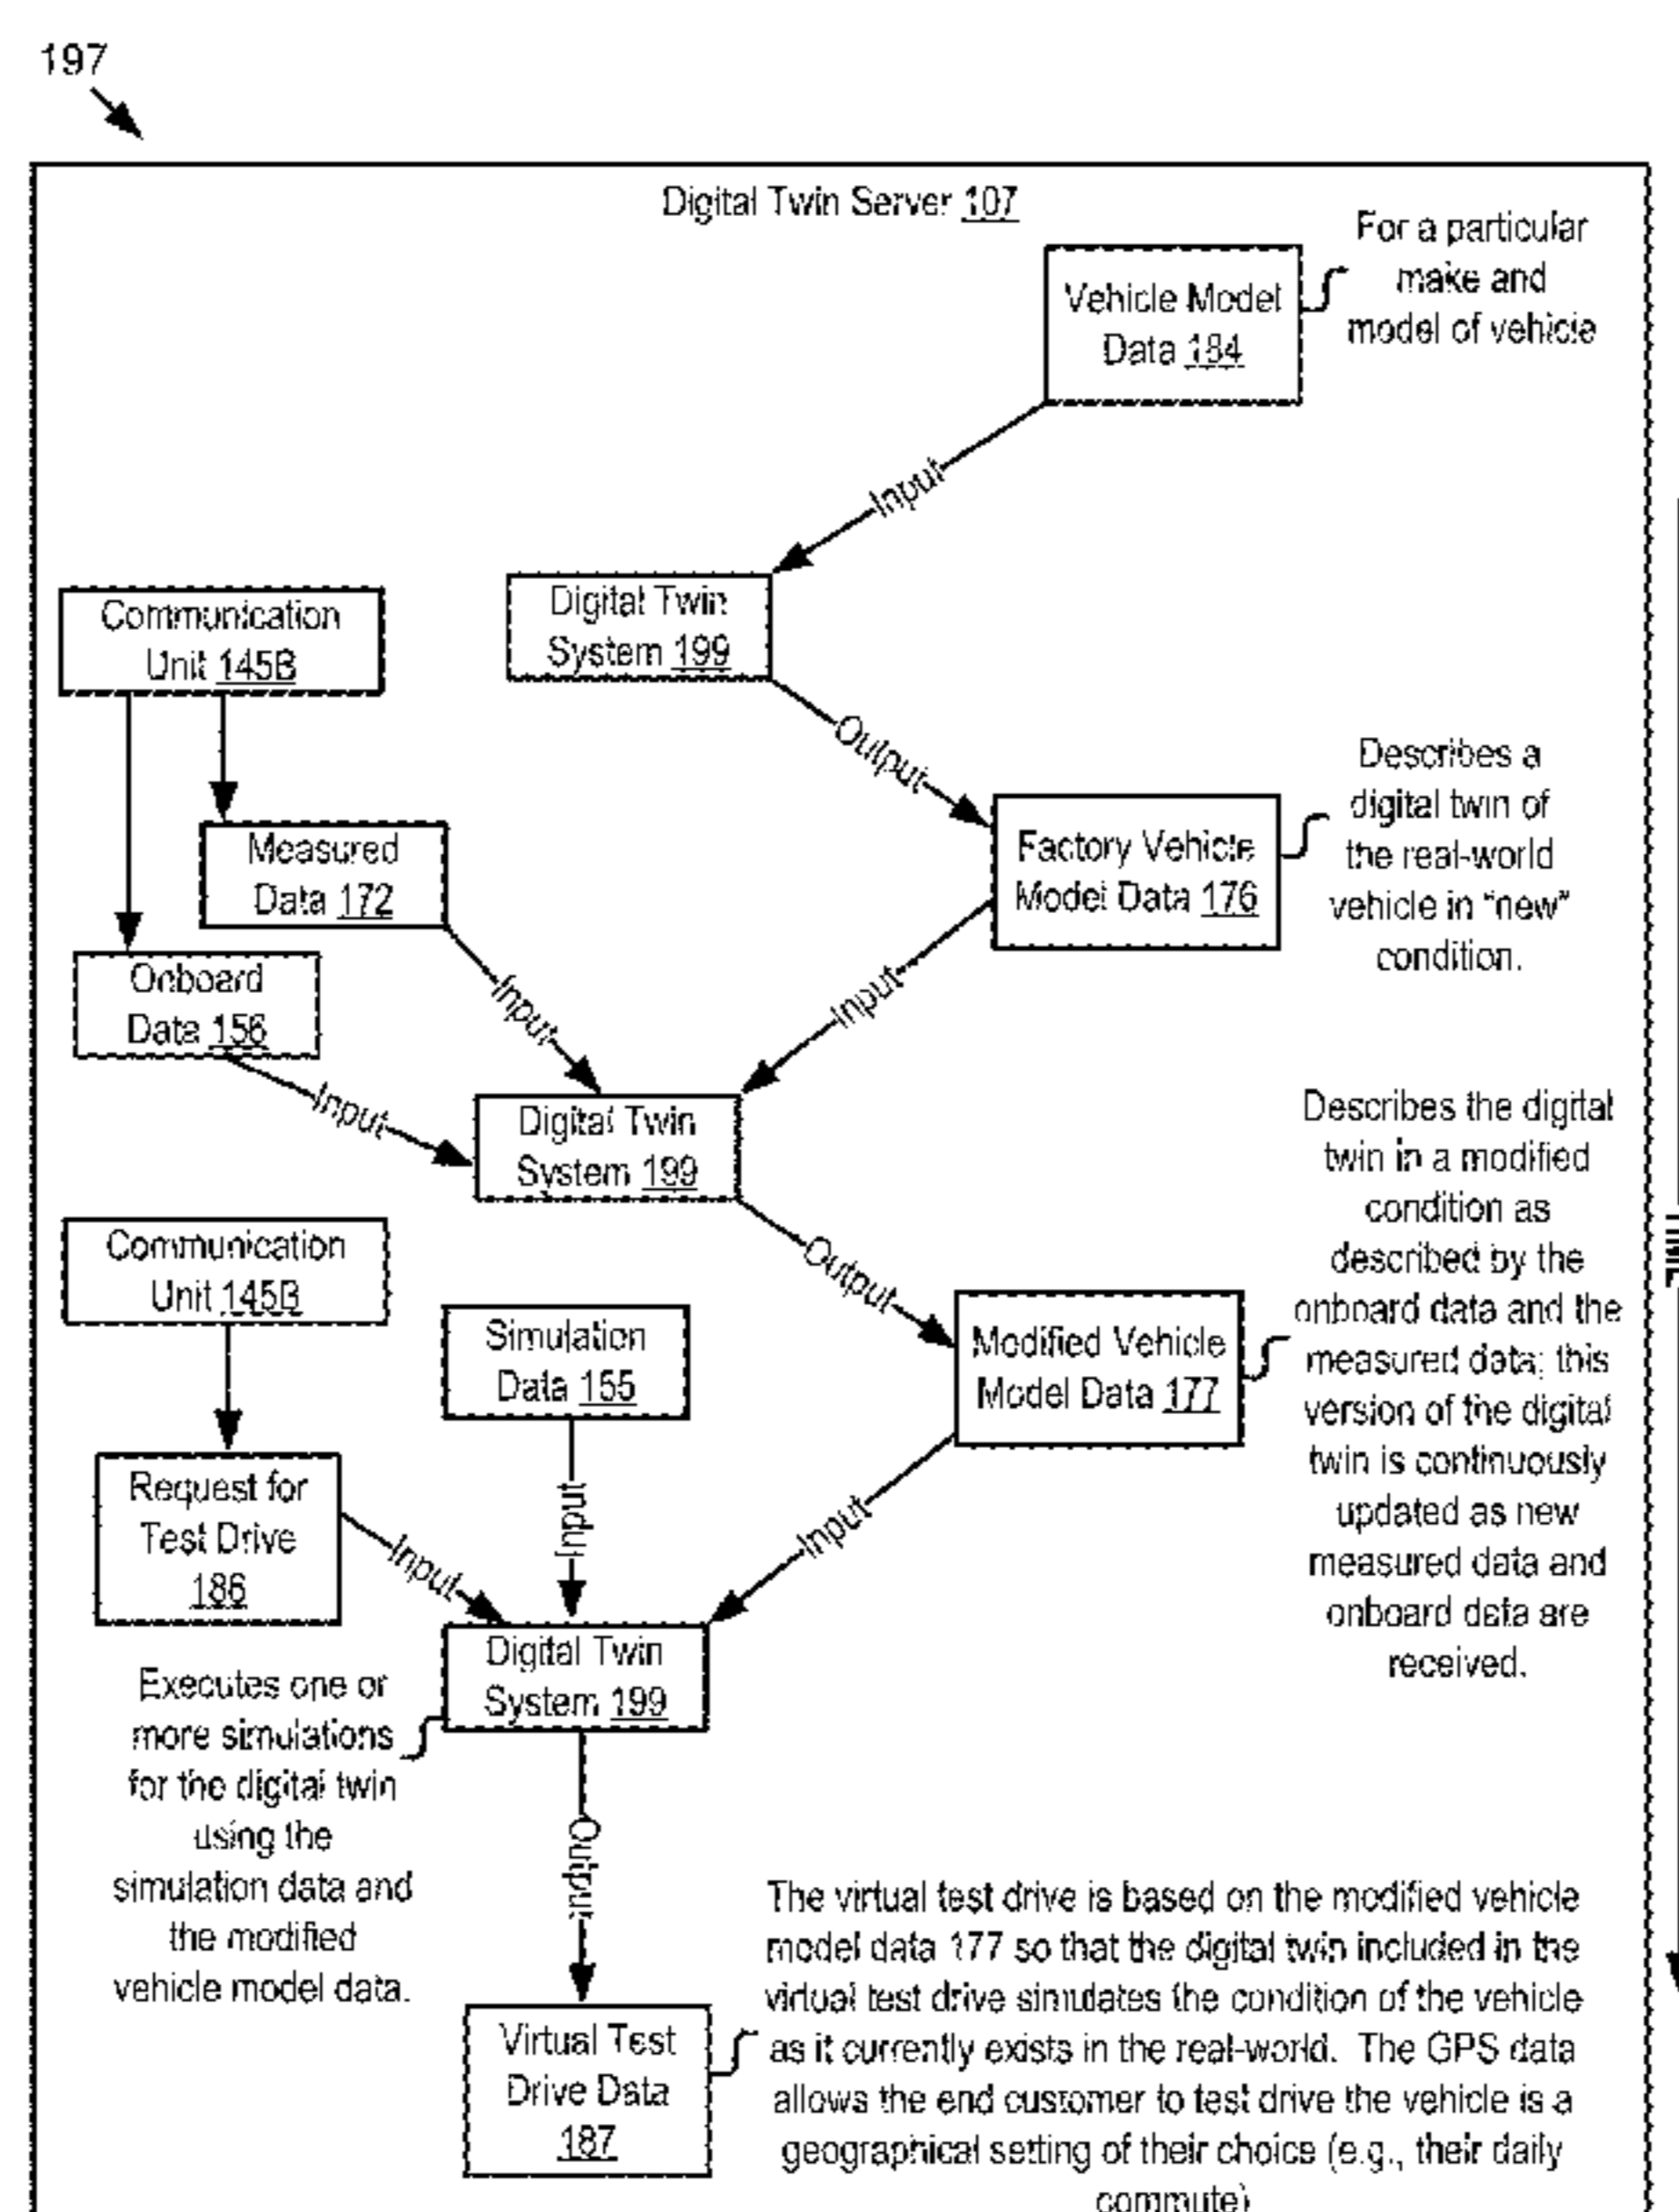 197
Digital Twin Server 107
Vehicle Model
Data 184
For a particular
make and
model of vehicle
Input
Digital Twin
System 199
Communication
Unit 145B
Output
Measured
Data 172
Factory Vehicle
Model Data 176
Describes a
digital twin of
the real-world
vehicle in "new"
condition.
Onboard
Data 156
Input
Input
Input
Digital Twin
System 199
Communication
Unit 145B
Output
Simulation
Data 155
Modified Vehicle
Model Data 177
Describes the digital
twin in a modified
condition as
described by the
onboard data and the
measured data; this
version of the digital
twin is continuously
updated as new
measured data and
onboard data are
received.
Request for
Test Drive
186
Input
Input
Input
Digital Twin
System 199
Executes one or
more simulations
for the digital twin
using the
simulation data and
the modified
vehicle model data.
Output
Virtual Test
Drive Data
187
The virtual test drive is based on the modified vehicle
model data 177 so that the digital twin included in the
virtual test drive simulates the condition of the vehicle
as it currently exists in the real-world. The GPS data
allows the end customer to test drive the vehicle is a
geographical setting of their choice (e.g., their daily
commute)